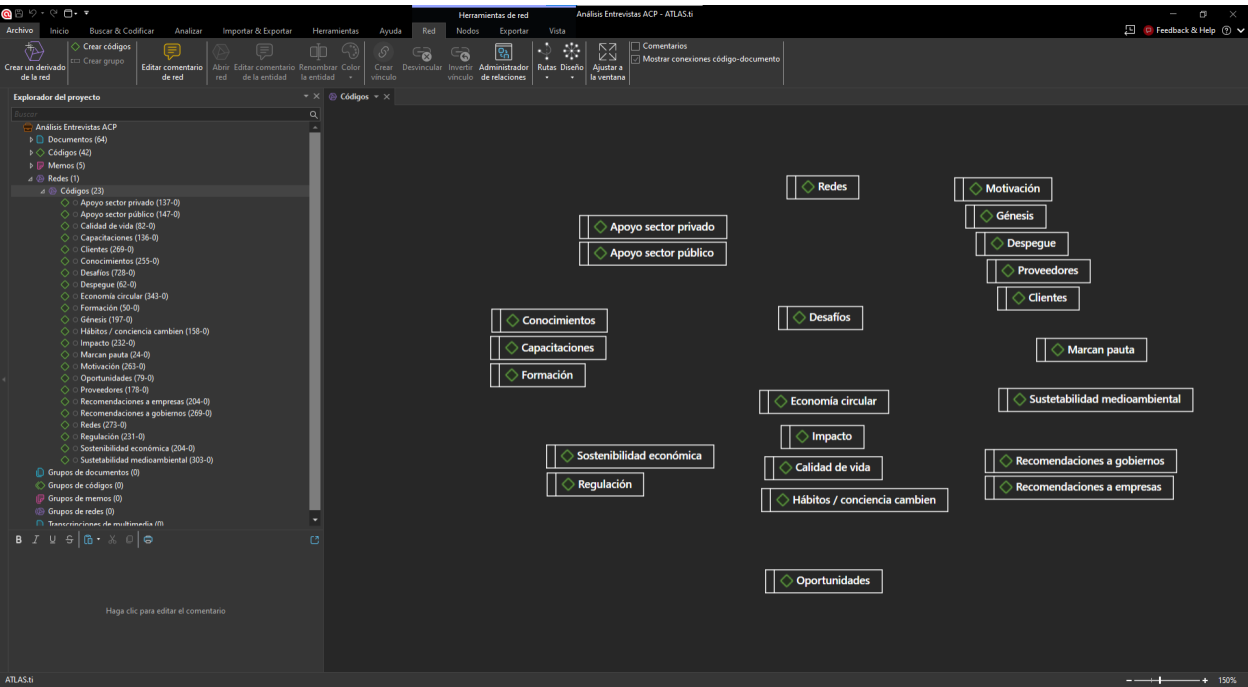 Herramientas de red
Análisis Entrevistas ACP - ATLAS.ti
Archivo Inicio Buscar & Codificar Analizar Importar & Exportar Herramientas Ayuda Red Nodos Exportar Vista
Feedback & Help
Crear un derivado de la red
Crear códigos
Crear grupo
Editar comentario de red
Abrir red
Editar comentario de la entidad
Renombrar la entidad
Color
Crear vínculo
Desvincular
Invertir vínculo
Administrador de relaciones
Rutas
Diseño
Ajustar a la ventana
Comentarios
Mostrar conexiones código-documento
Explorador del proyecto
Buscar
Análisis Entrevistas ACP
Documentos (64)
Códigos (42)
Memos (5)
Redes (1)
Códigos (23)
Apoyo sector privado (137-0)
Apoyo sector público (147-0)
Calidad de vida (82-0)
Capacitaciones (136-0)
Clientes (269-0)
Conocimientos (255-0)
Desafíos (728-0)
Despegue (62-0)
Economía circular (343-0)
Formación (50-0)
Génesis (197-0)
Hábitos / conciencia cambien (158-0)
Impacto (232-0)
Marcan pauta (24-0)
Motivación (263-0)
Oportunidades (79-0)
Proveedores (178-0)
Recomendaciones a empresas (204-0)
Recomendaciones a gobiernos (269-0)
Redes (273-0)
Regulación (231-0)
Sostenibilidad económica (204-0)
Sustetabilidad medioambiental (303-0)
Grupos de documentos (0)
Grupos de códigos (0)
Grupos de memos (0)
Grupos de redes (0)
Transcripciones de multimedia (0)
B I U S
Haga clic para editar el comentario
Códigos
Redes
Motivación
Génesis
Apoyo sector privado
Apoyo sector público
Despegue
Proveedores
Clientes
Conocimientos
Capacitaciones
Formación
Desafíos
Marcan pauta
Economía circular
Sustetabilidad medioambiental
Impacto
Sostenibilidad económica
Regulación
Calidad de vida
Hábitos / conciencia cambien
Recomendaciones a gobiernos
Recomendaciones a empresas
Oportunidades
ATLAS.ti
150%